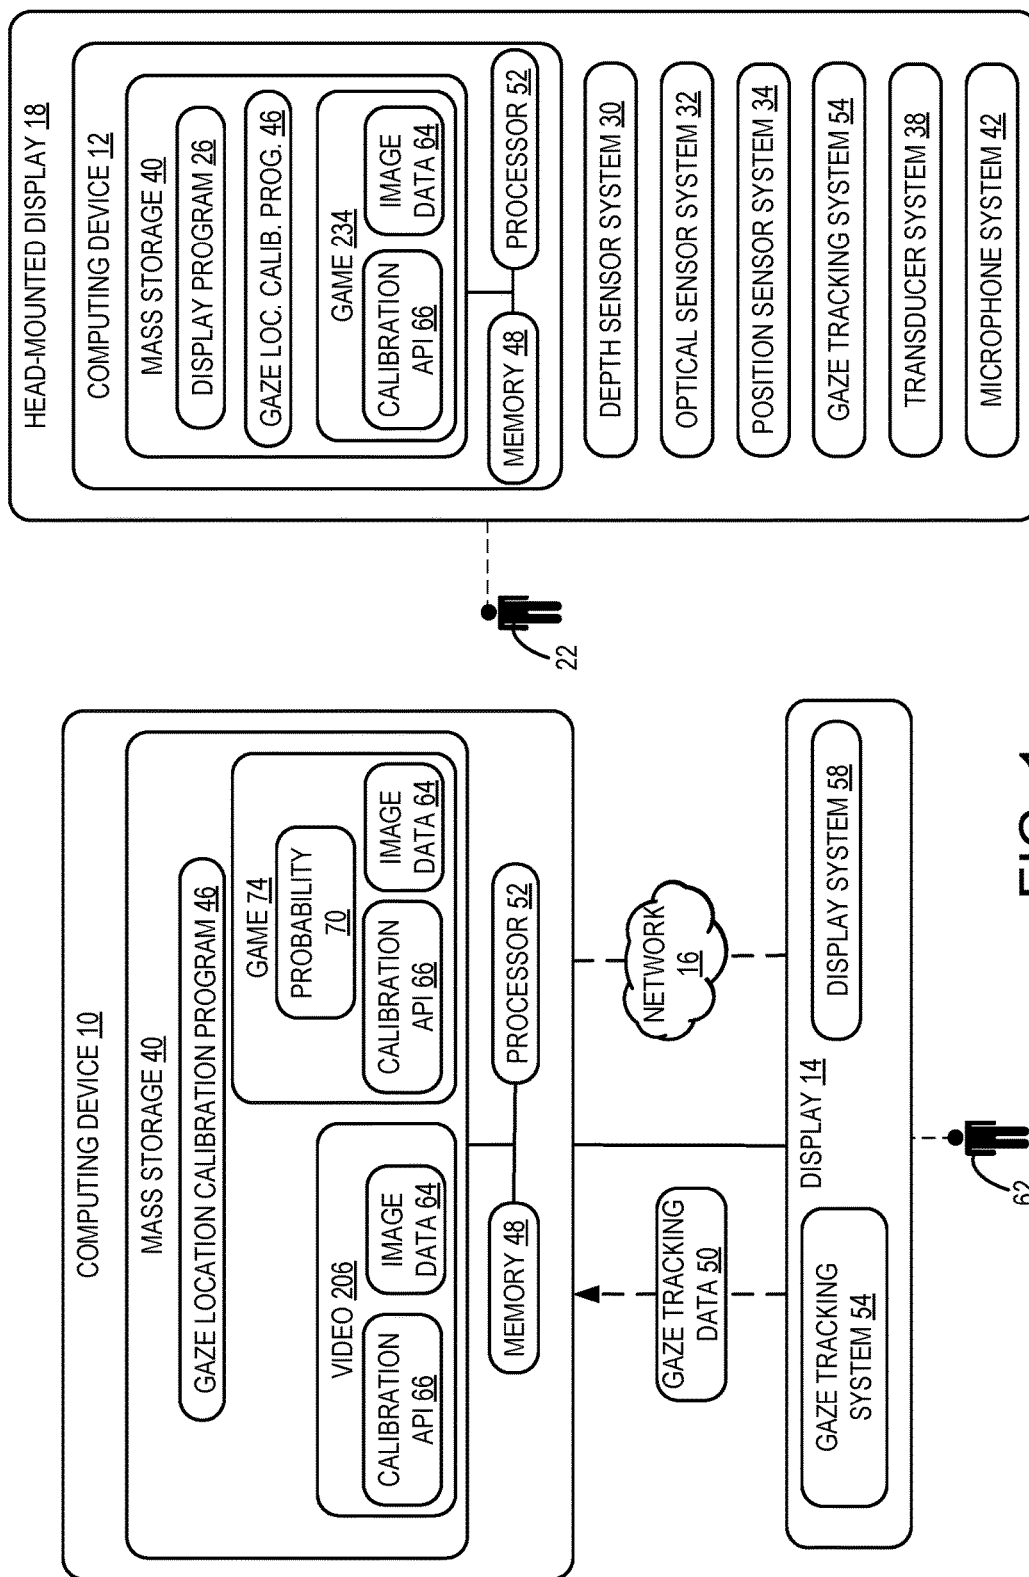 COMPUTING DEVICE 10
MASS STORAGE 40
GAZE LOCATION CALIBRATION PROGRAM 46
VIDEO 206
CALIBRATION
API 66
IMAGE
DATA 64
GAME 74
PROBABILITY
70
CALIBRATION
API 66
IMAGE
DATA 64
MEMORY 48
PROCESSOR 52
GAZE TRACKING
DATA 50
NETWORK
16
DISPLAY 14
GAZE TRACKING
SYSTEM 54
DISPLAY SYSTEM 58
62
HEAD-MOUNTED DISPLAY 18
COMPUTING DEVICE 12
MASS STORAGE 40
DISPLAY PROGRAM 26
GAZE LOC. CALIB. PROG. 46
GAME 234
CALIBRATION
API 66
IMAGE
DATA 64
MEMORY 48
PROCESSOR 52
DEPTH SENSOR SYSTEM 30
OPTICAL SENSOR SYSTEM 32
POSITION SENSOR SYSTEM 34
GAZE TRACKING SYSTEM 54
TRANSDUCER SYSTEM 38
MICROPHONE SYSTEM 42
22